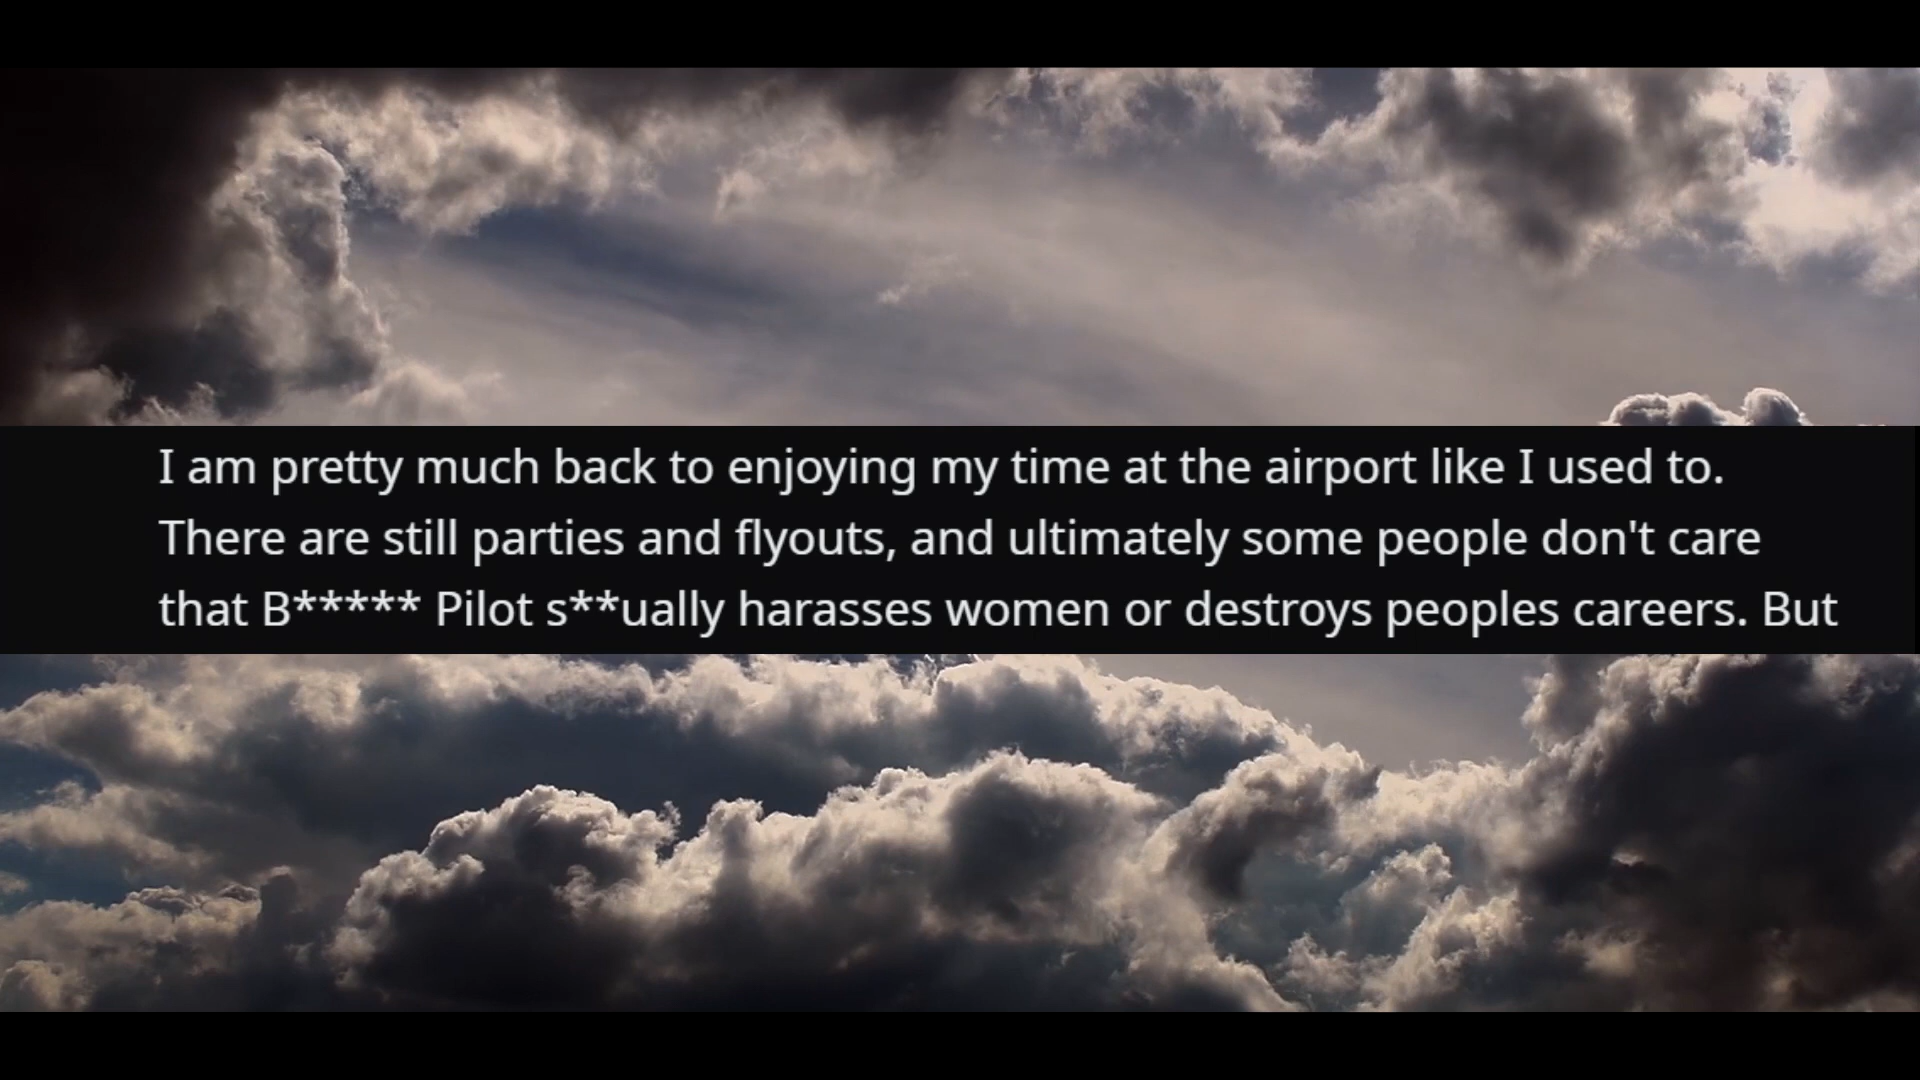 I am pretty much back to enjoying my time at the airport like I used to.
There are still parties and flyouts, and ultimately some people don't care
that B***** Pilot s**ually harasses women or destroys peoples careers. But